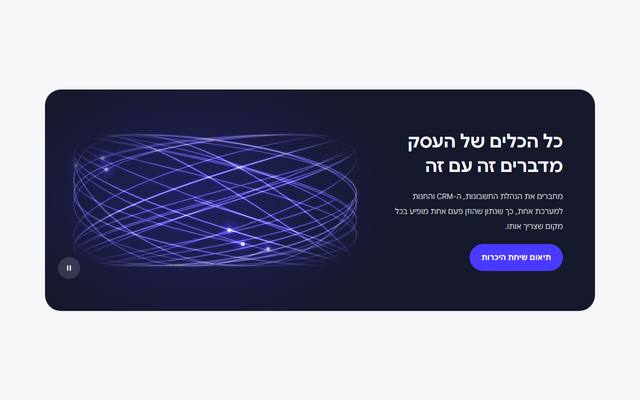 כל הכלים של העסק
מדברים זה עם זה
מחברים את הנהלת החשבונות, ה-CRM והחנות
למערכת אחת, כך שנתון שהוזן פעם אחת מופיע בכל
מקום שצריך אותו.
תיאום שיחת היכרות